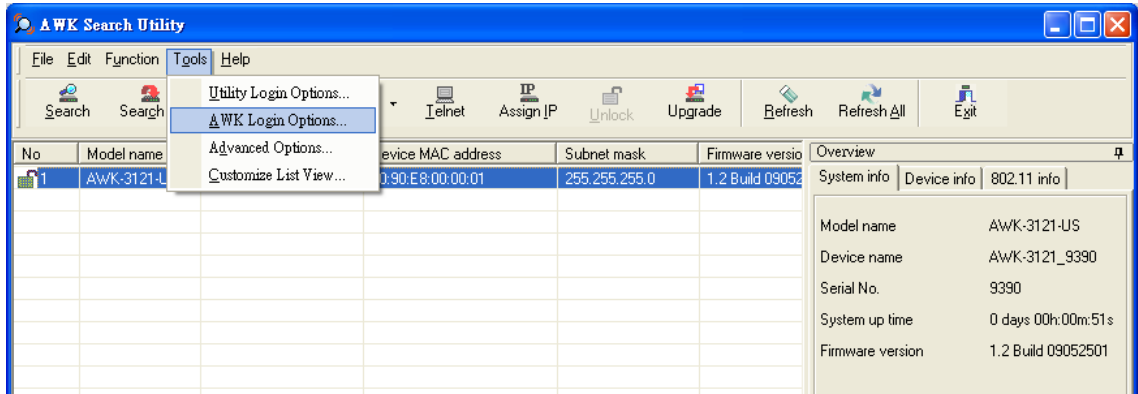 AWK Search Utility
File Edit Function Tools Help
Search Search Telnet Assign IP Unlock Upgrade Refresh Refresh All Exit
IP
Utility Login Options...
AWK Login Options...
Advanced Options...
Customize List View...
No Model name evice MAC address Subnet mask Firmware versio
1 AWK-3121-U 0:90:E8:00:00:01 255.255.255.0 1.2 Build 09052
Overview
System info Device info 802.11 info
Model name AWK-3121-US
Device name AWK-3121_9390
Serial No. 9390
System up time 0 days 00h:00m:51s
Firmware version 1.2 Build 09052501